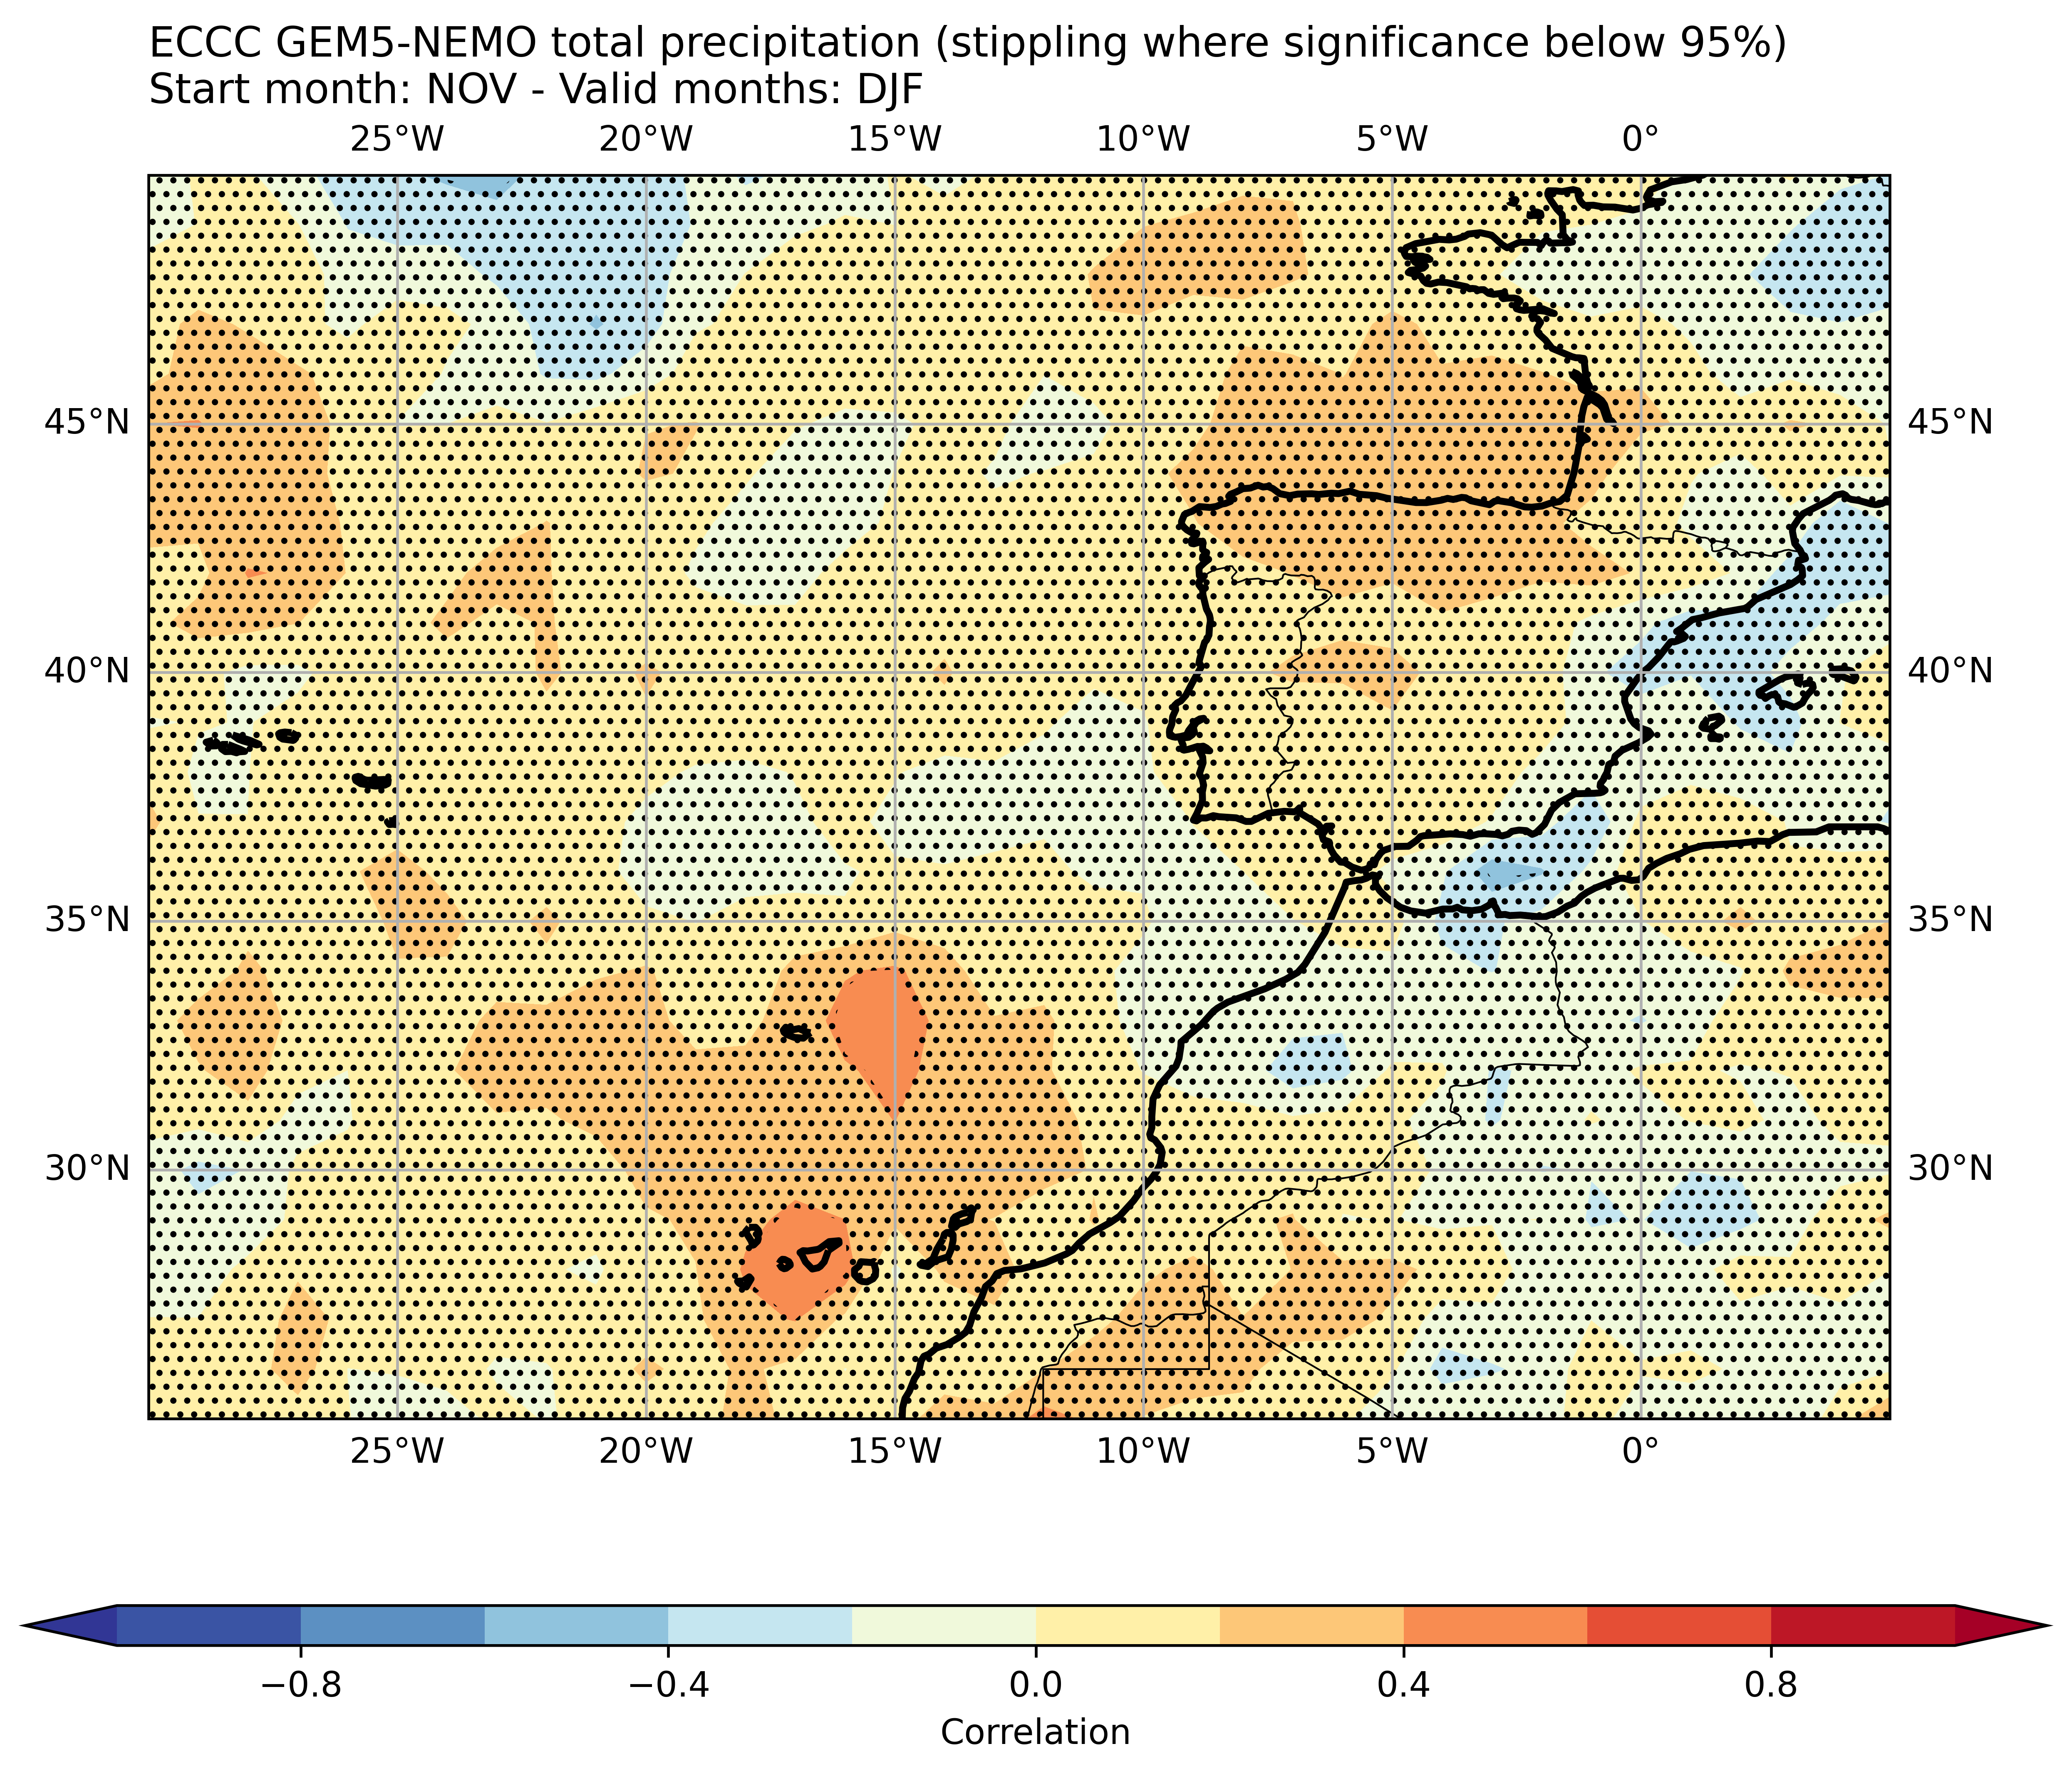 ECCC GEM5-NEMO total precipitation (stippling where significance below 95%)
Start month: NOV - Valid months: DJF
25°W 20°W 15°W 10°W 5°W 0°
45°N 45°N
40°N 40°N
35°N 35°N
30°N 30°N
25°W 20°W 15°W 10°W 5°W 0°
−0.8 −0.4 0.0 0.4 0.8
Correlation